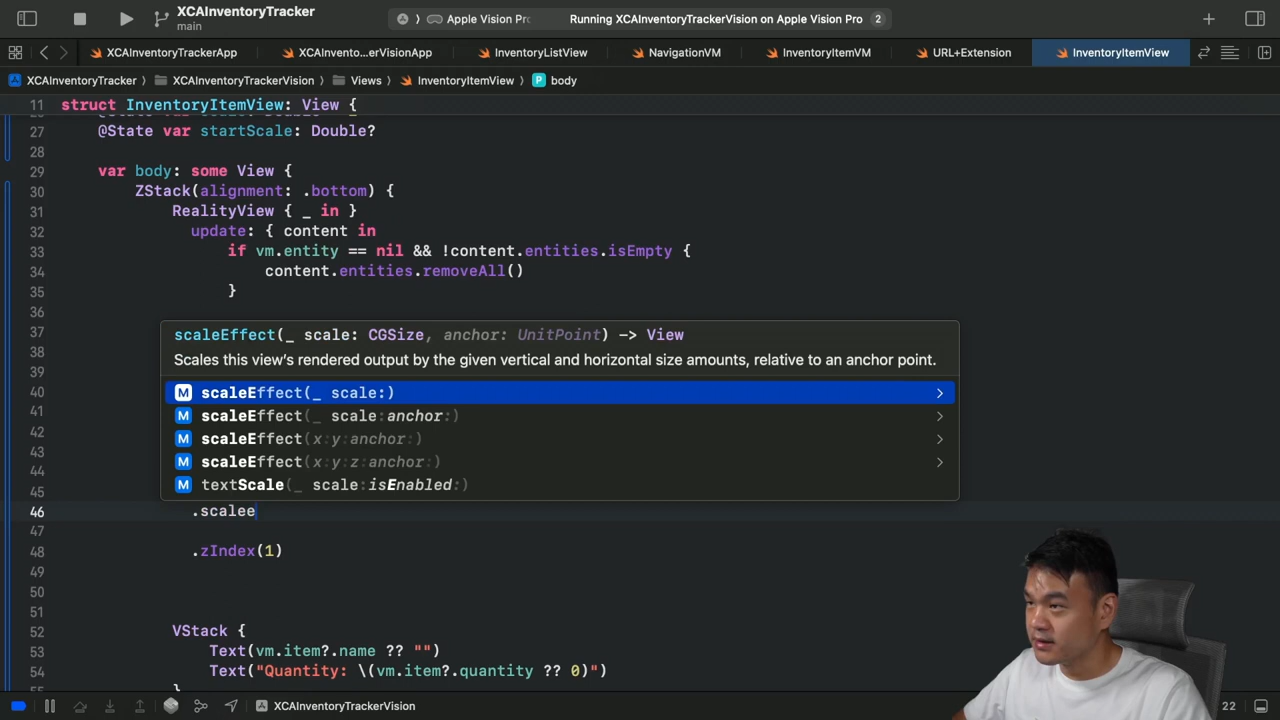 XCAInventoryTracker
main
Apple Vision Pr
Running XCAInventoryTrackerVision on Apple Vision Pro
2
XCAInventoryTrackerApp
XCAInvento...erVisionApp
InventoryListView
NavigationVM
InventoryItemVM
URL+Extension
InventoryItemView
XCAInventoryTracker
XCAInventoryTrackerVision
Views
InventoryItemView
P body
11 struct InventoryItemView: View {
27 @State var startScale: Double?
28
29 var body: some View {
30 ZStack(alignment: .bottom) {
31 RealityView { _ in }
32 update: { content in
33 if vm.entity == nil && !content.entities.isEmpty {
34 content.entities.removeAll()
35 }
36
37
38
39
40
41
42
43
44
45
scaleEffect(_ scale: CGSize, anchor: UnitPoint) -> View
Scales this view's rendered output by the given vertical and horizontal size amounts, relative to an anchor point.
M scaleEffect(_ scale:)
M scaleEffect(_ scale:anchor:)
M scaleEffect(x:y:anchor:)
M scaleEffect(x:y:z:anchor:)
M textScale(_ scale:isEnabled:)
46 .scalee
47
48 .zIndex(1)
49
50
51
52 VStack {
53 Text(vm.item?.name ?? "")
54 Text("Quantity: \(vm.item?.quantity ?? 0)")
55 }
XCAInventoryTrackerVision
22